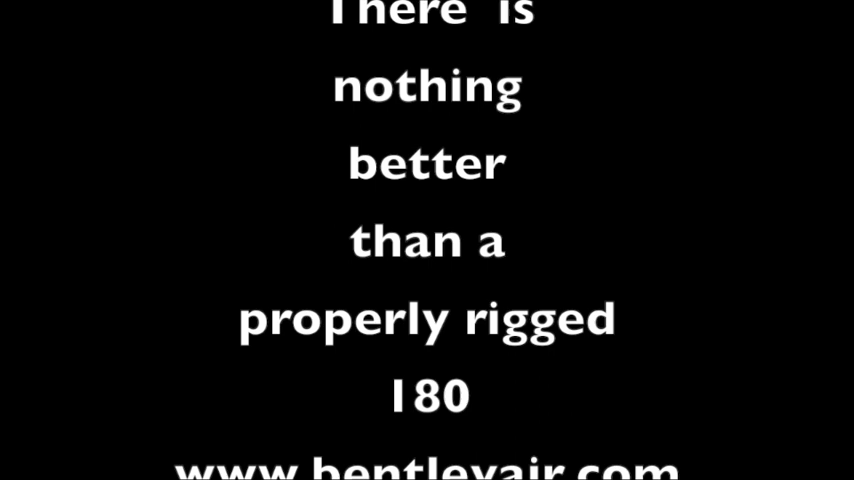 There is
nothing
better
than a
properly rigged
180
www.bentleyair.com